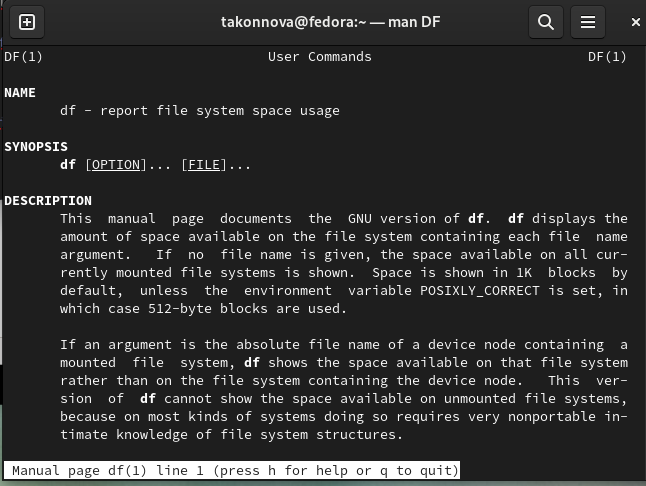 takonnova@fedora:~ — man DF
DF(1) User Commands DF(1)
NAME
df - report file system space usage
SYNOPSIS
df [OPTION]... [FILE]...
DESCRIPTION
This manual page documents the GNU version of df. df displays the
amount of space available on the file system containing each file name
argument. If no file name is given, the space available on all cur-
rently mounted file systems is shown. Space is shown in 1K blocks by
default, unless the environment variable POSIXLY_CORRECT is set, in
which case 512-byte blocks are used.
If an argument is the absolute file name of a device node containing a
mounted file system, df shows the space available on that file system
rather than on the file system containing the device node. This ver-
sion of df cannot show the space available on unmounted file systems,
because on most kinds of systems doing so requires very nonportable in-
timate knowledge of file system structures.
Manual page df(1) line 1 (press h for help or q to quit)